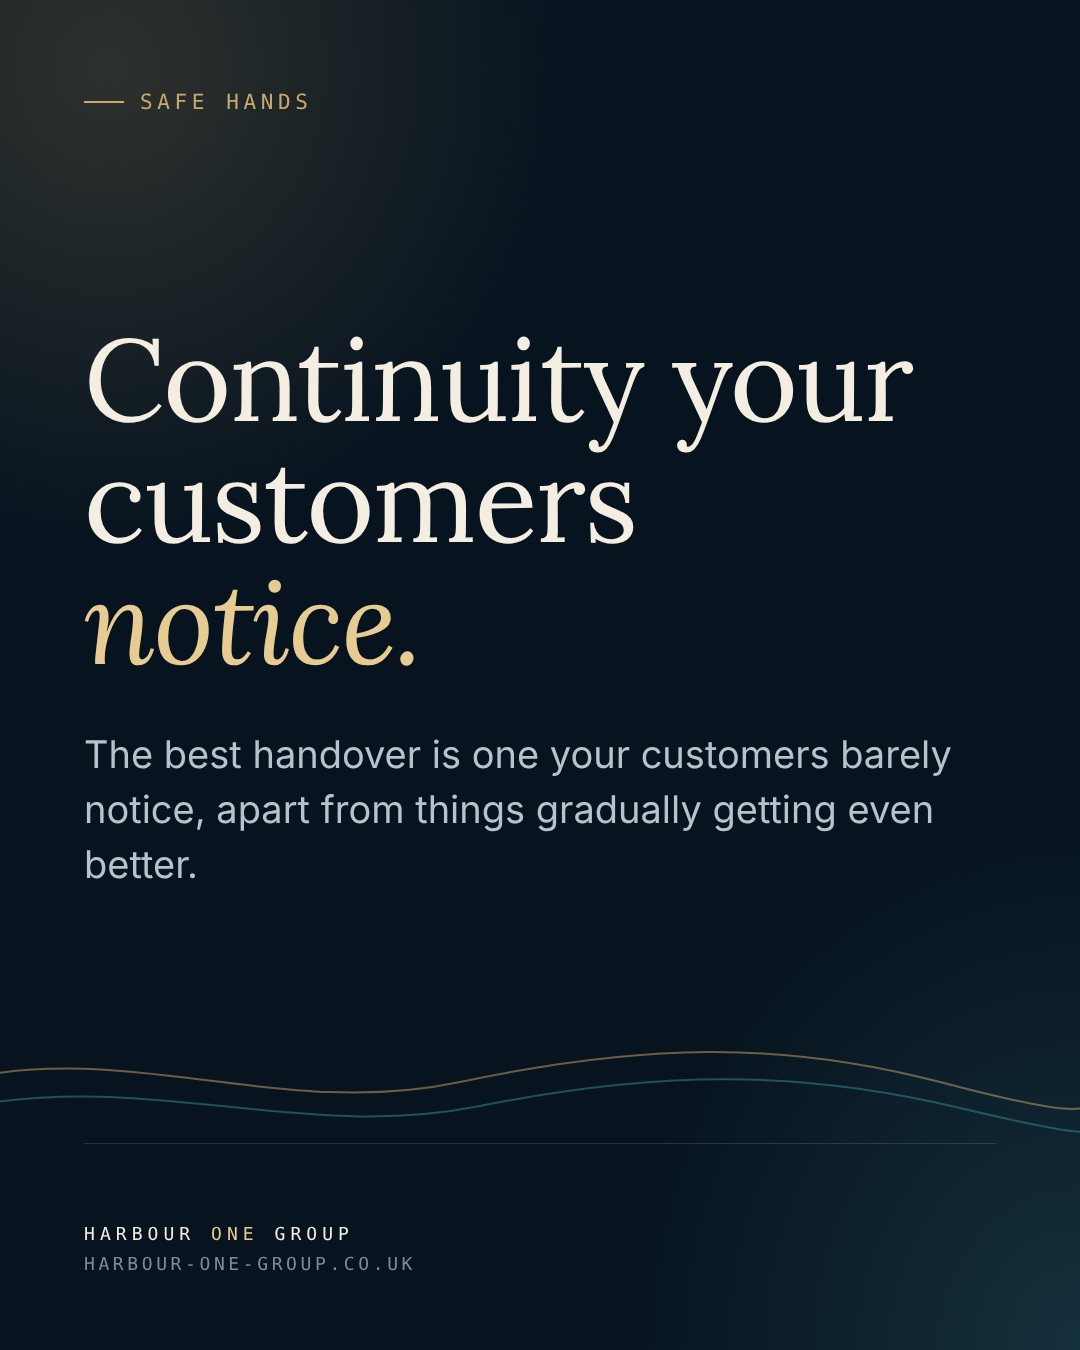 SAFE HANDS
Continuity your
customers
notice.
The best handover is one your customers barely
notice, apart from things gradually getting even
better.
HARBOUR ONE GROUP
HARBOUR-ONE-GROUP.CO.UK